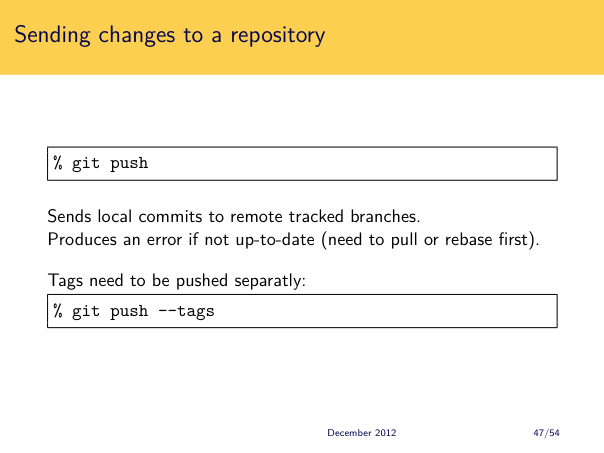 Sending changes to a repository
% git push
Sends local commits to remote tracked branches.
Produces an error if not up-to-date (need to pull or rebase first).
Tags need to be pushed separatly:
% git push --tags
December 2012
47/54